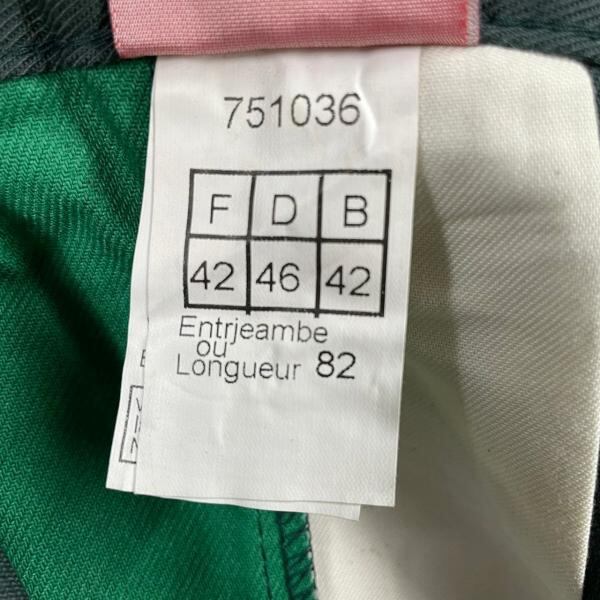 751036
F D B
42 46 42
Entrjeambe
ou
Longueur 82